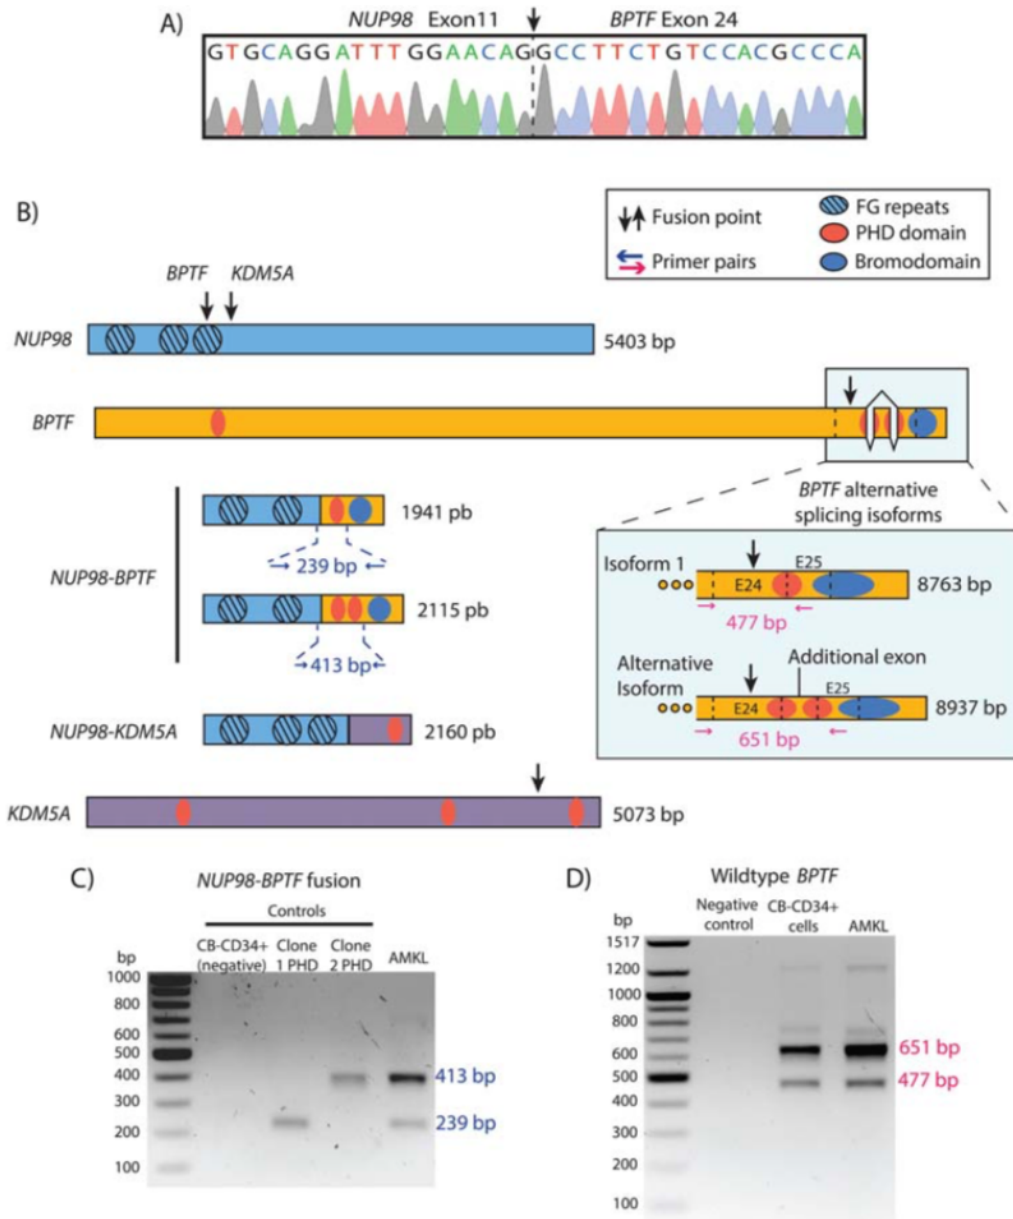 A)
NUP98 Exon11 BPTF Exon 24
GTGCAGGATTTGGAACAGGCCTTCTGTCCACGCCCA
B)
Fusion point
Primer pairs
FG repeats
PHD domain
Bromodomain
BPTF KDM5A
NUP98 5403 bp
BPTF
NUP98-BPTF
1941 pb
239 bp
2115 pb
413 bp
NUP98-KDM5A 2160 pb
KDM5A 5073 bp
BPTF alternative
splicing isoforms
Isoform 1
E24 E25
8763 bp
477 bp
Additional exon
Alternative
Isoform
E24 E25
8937 bp
651 bp
C)
NUP98-BPTF fusion
Controls
bp
CB-CD34+
(negative)
Clone
1 PHD
Clone
2 PHD
AMKL
1000
800
600
500
400
300
200
100
413 bp
239 bp
D)
Wildtype BPTF
bp
Negative
control
CB-CD34+
cells
AMKL
1517
1200
1000
800
600
500
400
300
200
100
651 bp
477 bp